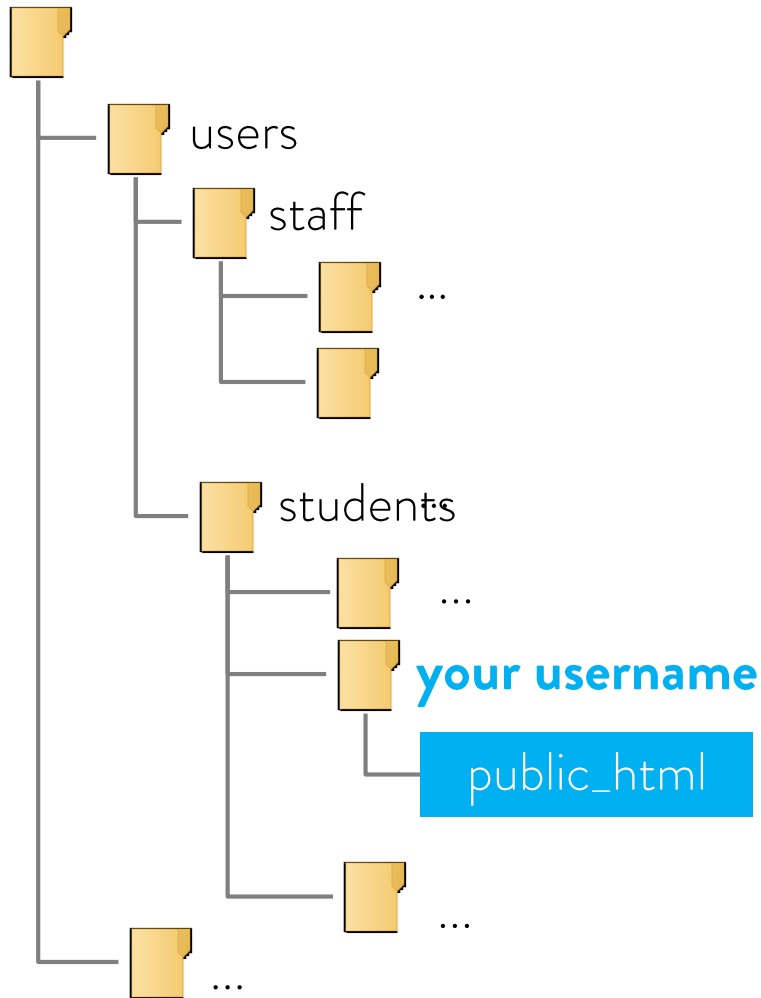 users
staff
...
students
...
...
your username
public_html
...
...